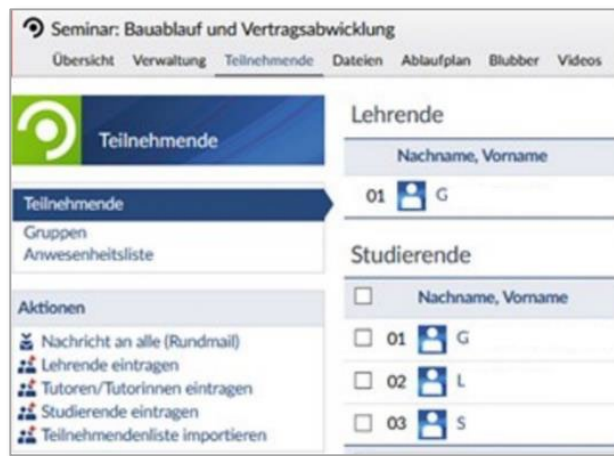 Seminar: Bauablauf und Vertragsabwicklung
Übersicht Verwaltung Teilnehmende Dateien Ablaufplan Blubber Videos
Teilnehmende
Teilnehmende
Gruppen
Anwesenheitsliste
Aktionen
Nachricht an alle (Rundmail)
Lehrende eintragen
Tutoren/Tutorinnen eintragen
Studierende eintragen
Teilnehmendenliste importieren
Lehrende
Nachname, Vorname
01 G
Studierende
Nachname, Vorname
01 G
02 L
03 S